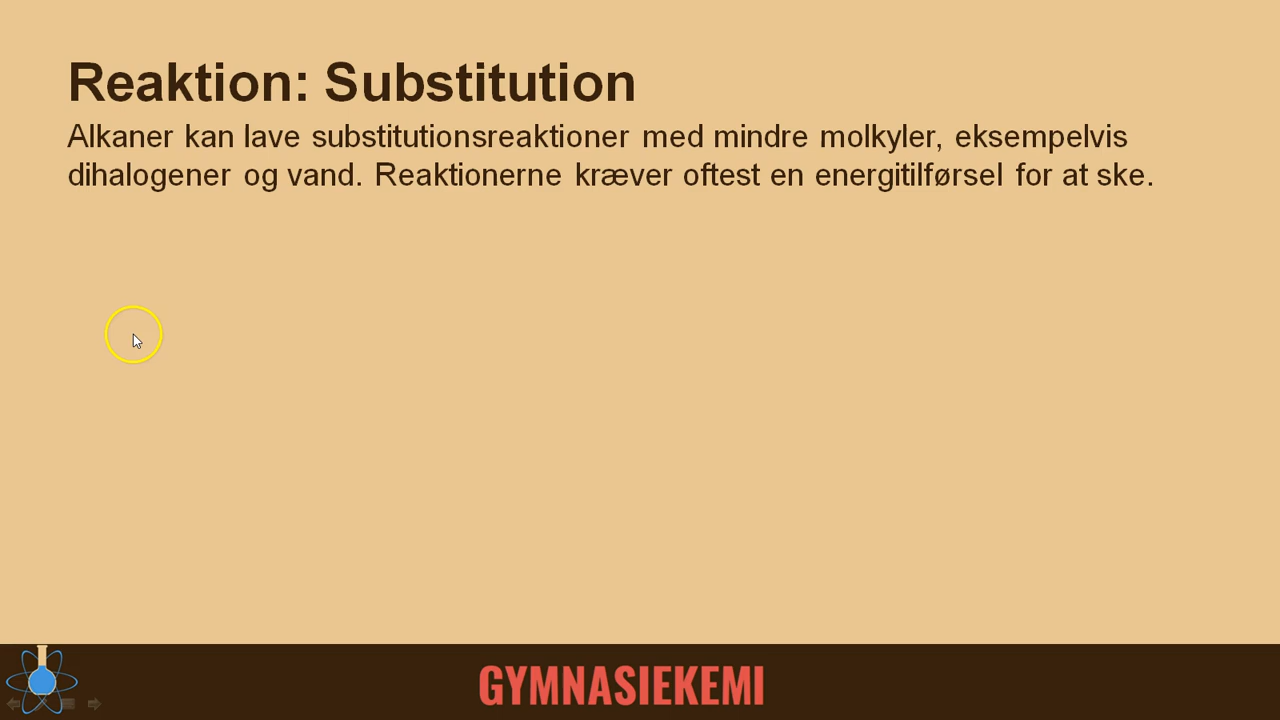 Reaktion: Substitution
Alkaner kan lave substitutionsreaktioner med mindre molkyler, eksempelvis
dihalogener og vand. Reaktionerne kræver oftest en energitilførsel for at ske.
GYMNASIEKEMI